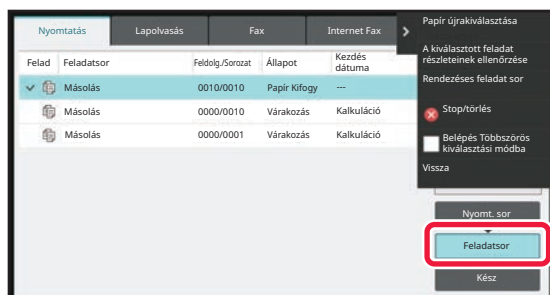 Nyomtatás Lapolvasás Fax Internet Fax
Felad Feladatsor Feldolg./Sorozat Állapot Kezdés
dátuma
Másolás 0010/0010 Papír Kifogy ---
Másolás 0000/0010 Várakozás Kalkuláció
Másolás 0000/0001 Várakozás Kalkuláció
Papír újrakiválasztása
A kiválasztott feladat
részleteinek ellenőrzése
Rendezéses feladat sor
Stop/törlés
Belépés Többszörös
kiválasztási módba
Vissza
Nyomt. sor
Feladatsor
Kész